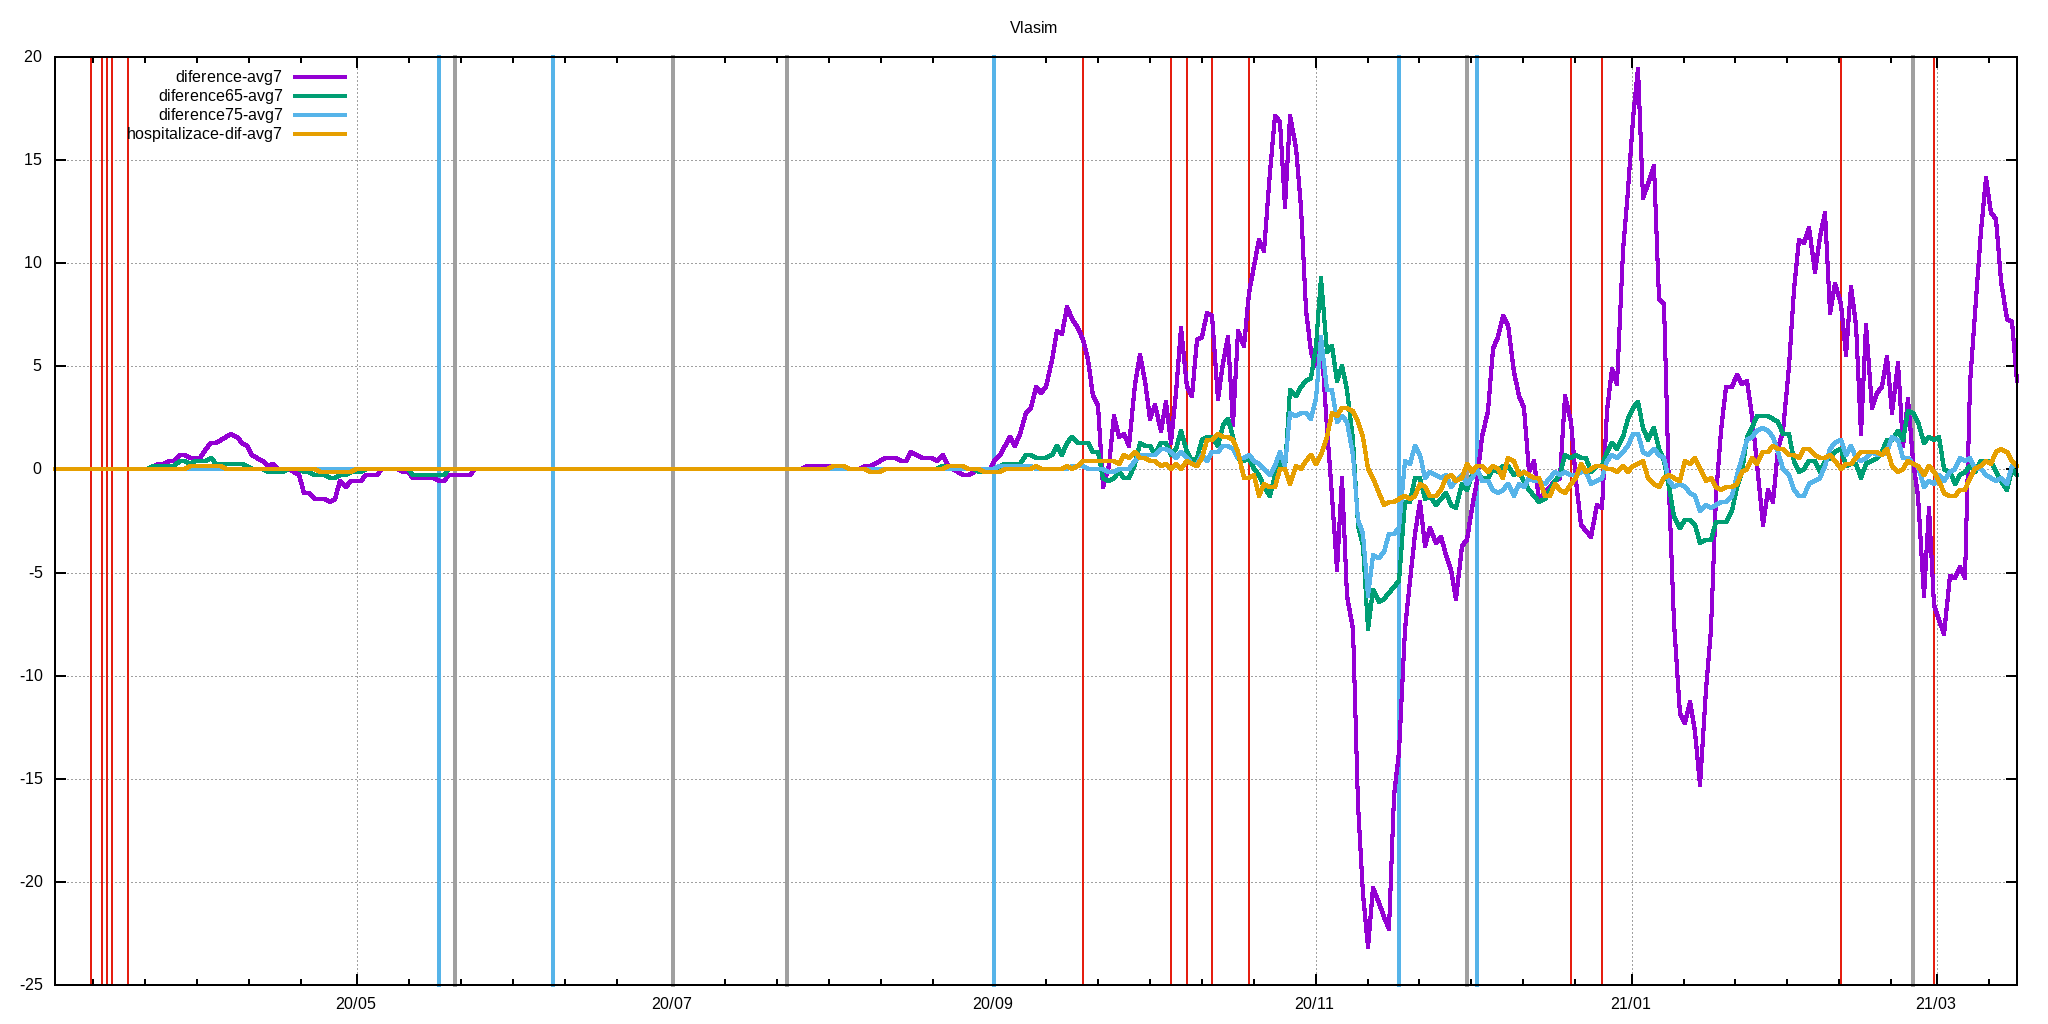 Vlasim
diference-avg7
diference65-avg7
diference75-avg7
hospitalizace-dif-avg7
20
15
10
5
0
-5
-10
-15
-20
-25
20/05 20/07 20/09 20/11 21/01 21/03